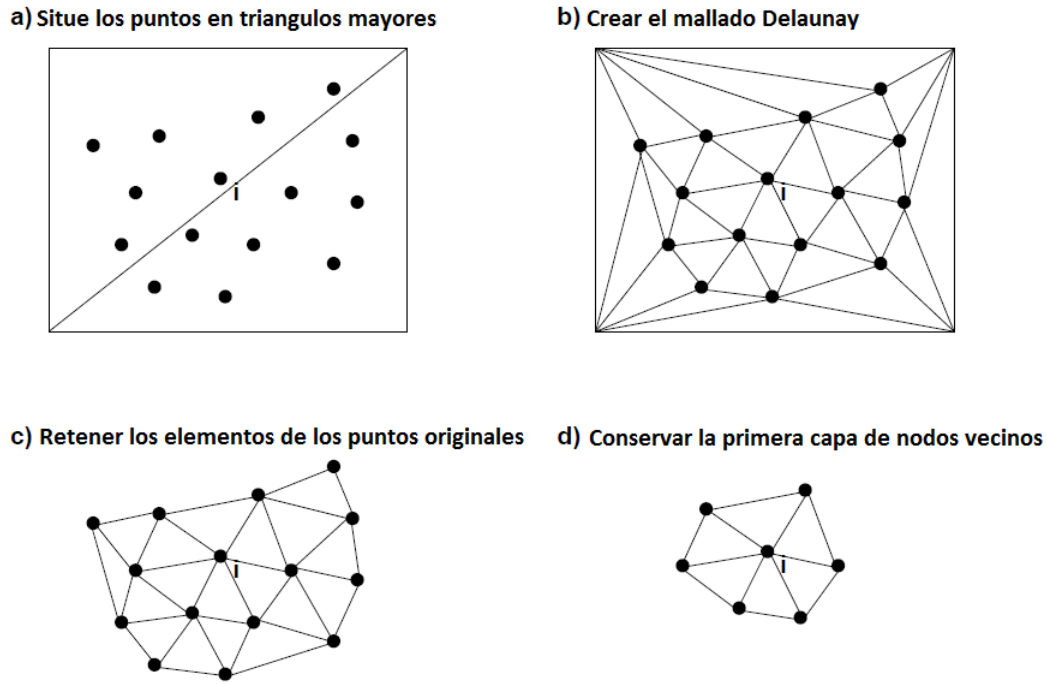 a) Situe los puntos en triangulos mayores
b) Crear el mallado Delaunay
i
i
c) Retener los elementos de los puntos originales
d) Conservar la primera capa de nodos vecinos
i
i